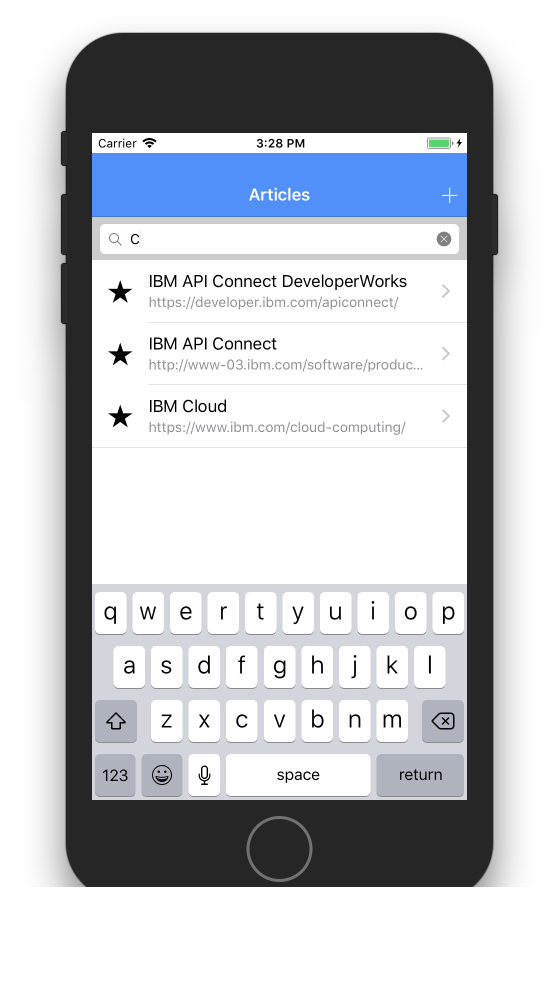 Carrier 3:28 PM
Articles
C
IBM API Connect DeveloperWorks
https://developer.ibm.com/apiconnect/
IBM API Connect
http://www-03.ibm.com/software/produc...
IBM Cloud
https://www.ibm.com/cloud-computing/
q w e r t y u i o p
a s d f g h j k l
z x c v b n m
123 space return